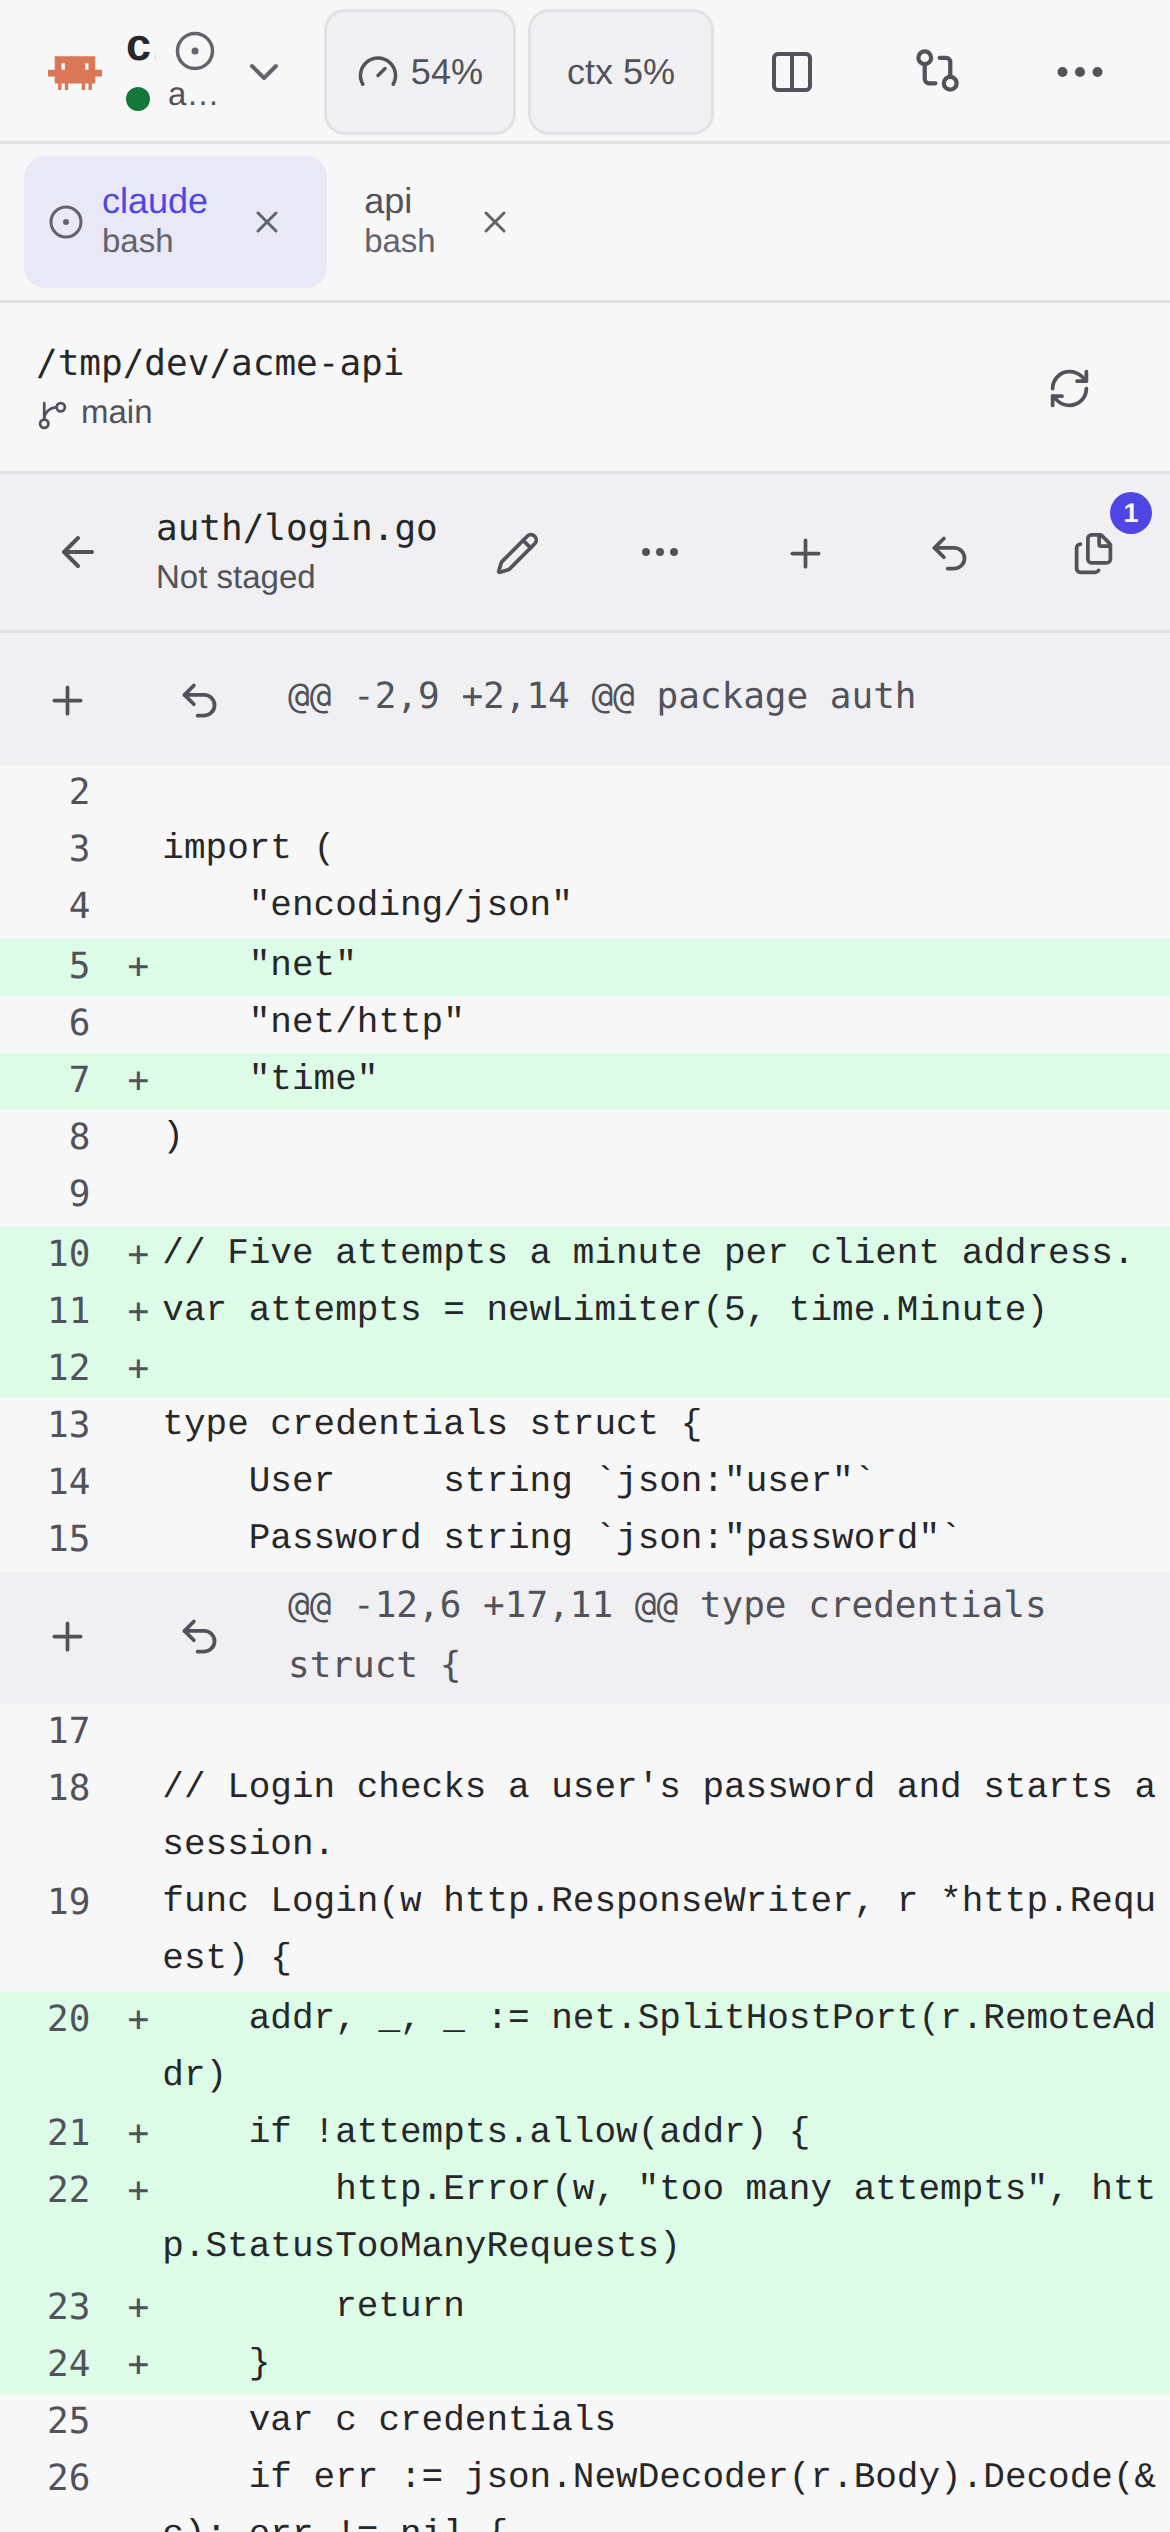 c
a…
54%
ctx 5%
claude
bash
api
bash
/tmp/dev/acme-api
main
auth/login.go
Not staged
1
@@ -2,9 +2,14 @@ package auth
2
3 import (
4     "encoding/json"
5 +     "net"
6     "net/http"
7 +     "time"
8 )
9
10 + // Five attempts a minute per client address.
11 + var attempts = newLimiter(5, time.Minute)
12 +
13 type credentials struct {
14     User     string `json:"user"`
15     Password string `json:"password"`
@@ -12,6 +17,11 @@ type credentials
struct {
17
18 // Login checks a user's password and starts a
session.
19 func Login(w http.ResponseWriter, r *http.Requ
est) {
20 +     addr, _, _ := net.SplitHostPort(r.RemoteAd
dr)
21 +     if !attempts.allow(addr) {
22 +         http.Error(w, "too many attempts", htt
p.StatusTooManyRequests)
23 +         return
24 +     }
25     var c credentials
26     if err := json.NewDecoder(r.Body).Decode(&
c); err != nil {